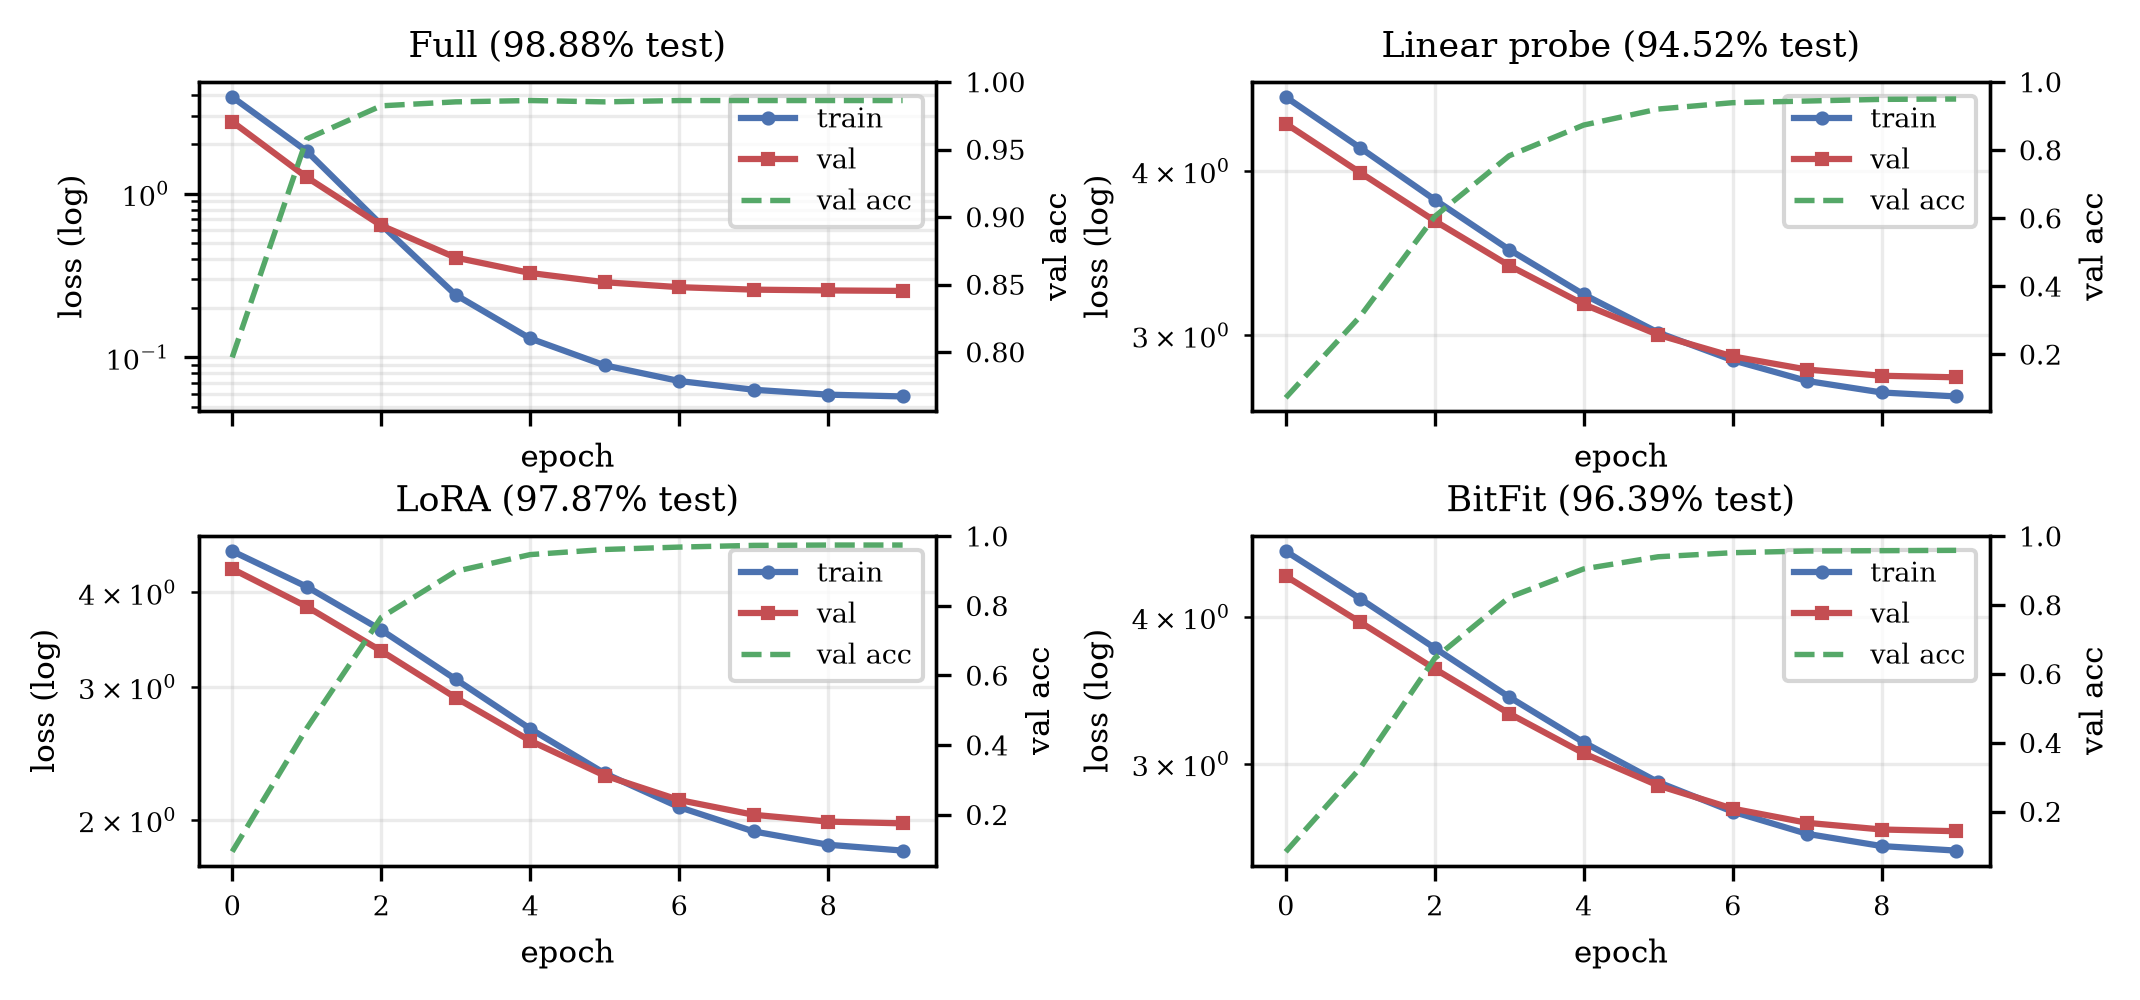 Full (98.88% test)
loss (log)
10⁰
10⁻¹
1.00
0.95
0.90
0.85
0.80
val acc
train
val
val acc
epoch
Linear probe (94.52% test)
loss (log)
4 × 10⁰
3 × 10⁰
1.0
0.8
0.6
0.4
0.2
val acc
train
val
val acc
epoch
LoRA (97.87% test)
loss (log)
4 × 10⁰
3 × 10⁰
2 × 10⁰
1.0
0.8
0.6
0.4
0.2
val acc
train
val
val acc
0 2 4 6 8
epoch
BitFit (96.39% test)
loss (log)
4 × 10⁰
3 × 10⁰
1.0
0.8
0.6
0.4
0.2
val acc
train
val
val acc
0 2 4 6 8
epoch